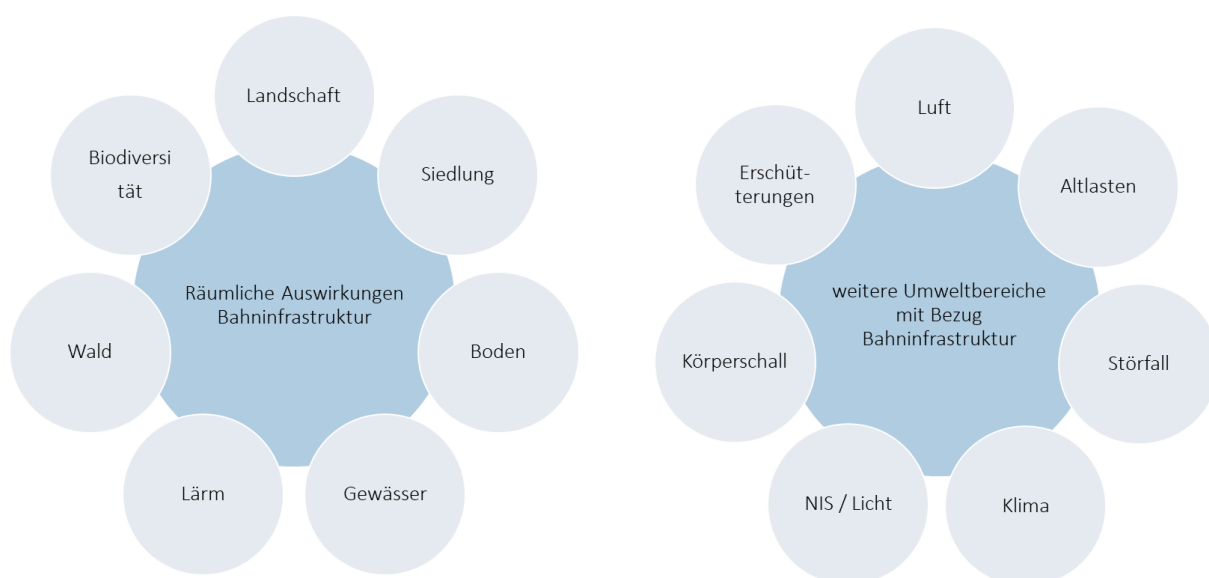 Landschaft
Biodiversi
tät
Siedlung
Räumliche Auswirkungen
Bahninfrastruktur
Wald
Boden
Lärm
Gewässer
Luft
Erschüt-
terungen
Altlasten
weitere Umweltbereiche
mit Bezug
Bahninfrastruktur
Körperschall
Störfall
NIS / Licht
Klima